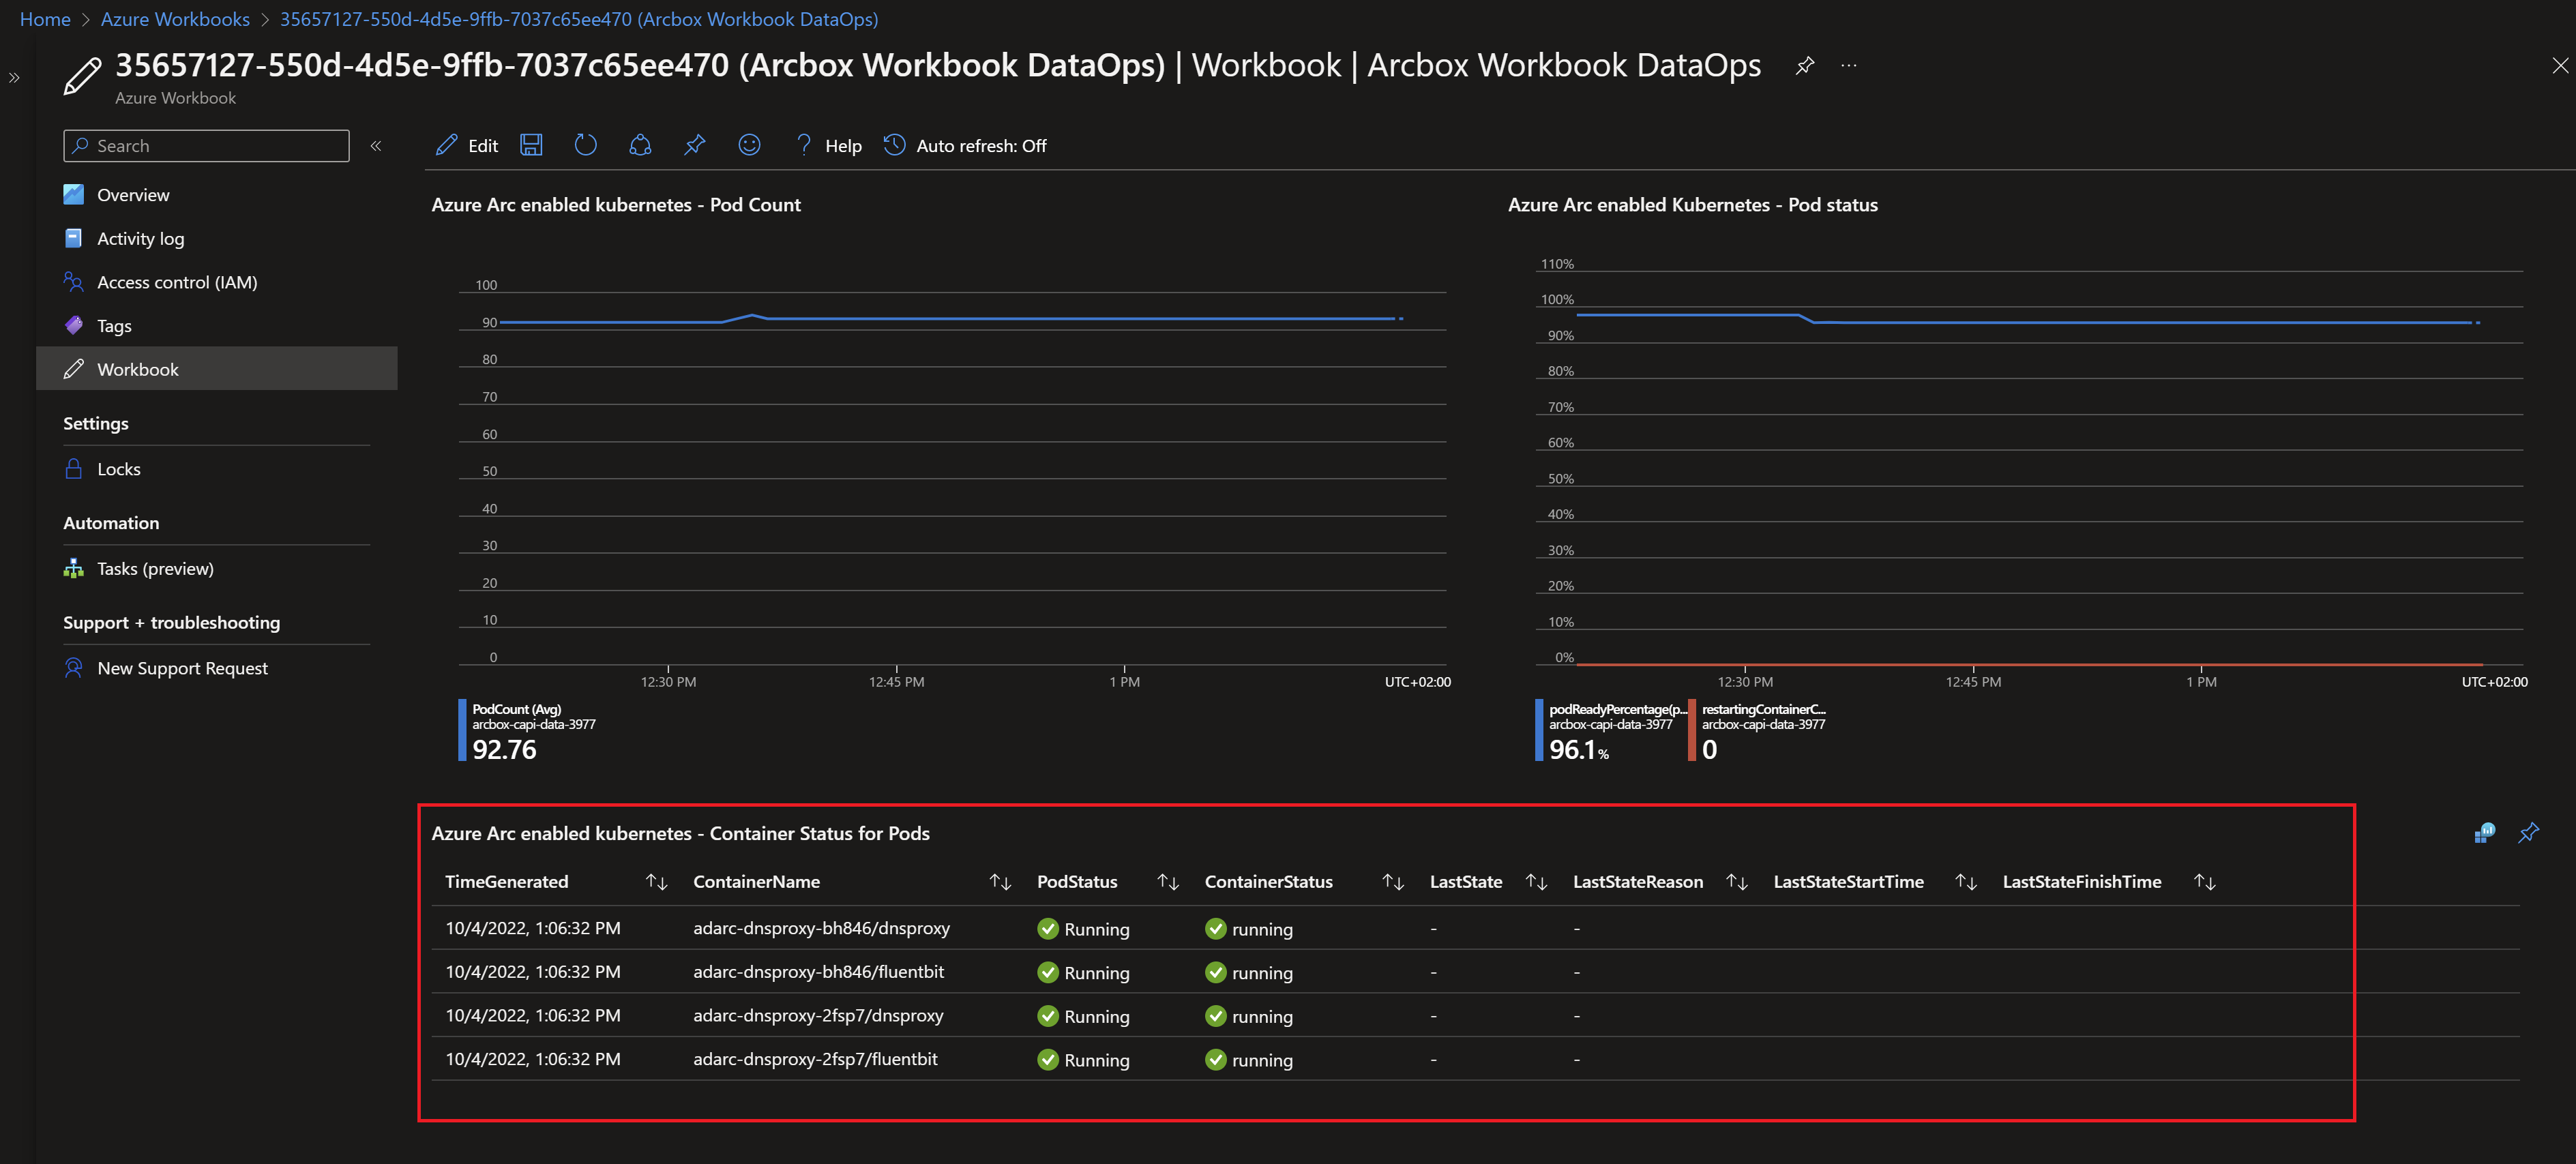 Home > Azure Workbooks > 35657127-550d-4d5e-9ffb-7037c65ee470 (Arcbox Workbook DataOps)
35657127-550d-4d5e-9ffb-7037c65ee470 (Arcbox Workbook DataOps) | Workbook | Arcbox Workbook DataOps
Azure Workbook
Search
Overview
Activity log
Access control (IAM)
Tags
Workbook
Settings
Locks
Automation
Tasks (preview)
Support + troubleshooting
New Support Request
Edit Help Auto refresh: Off
Azure Arc enabled kubernetes - Pod Count
100
90
80
70
60
50
40
30
20
10
0
12:30 PM 12:45 PM 1 PM UTC+02:00
PodCount (Avg)
arcbox-capi-data-3977
92.76
Azure Arc enabled Kubernetes - Pod status
110%
100%
90%
80%
70%
60%
50%
40%
30%
20%
10%
0%
12:30 PM 12:45 PM 1 PM UTC+02:00
podReadyPercentage(p... restartingContainerC...
arcbox-capi-data-3977 arcbox-capi-data-3977
96.1% 0
Azure Arc enabled kubernetes - Container Status for Pods
TimeGenerated ContainerName PodStatus ContainerStatus LastState LastStateReason LastStateStartTime LastStateFinishTime
10/4/2022, 1:06:32 PM adarc-dnsproxy-bh846/dnsproxy Running running - -
10/4/2022, 1:06:32 PM adarc-dnsproxy-bh846/fluentbit Running running - -
10/4/2022, 1:06:32 PM adarc-dnsproxy-2fsp7/dnsproxy Running running - -
10/4/2022, 1:06:32 PM adarc-dnsproxy-2fsp7/fluentbit Running running - -